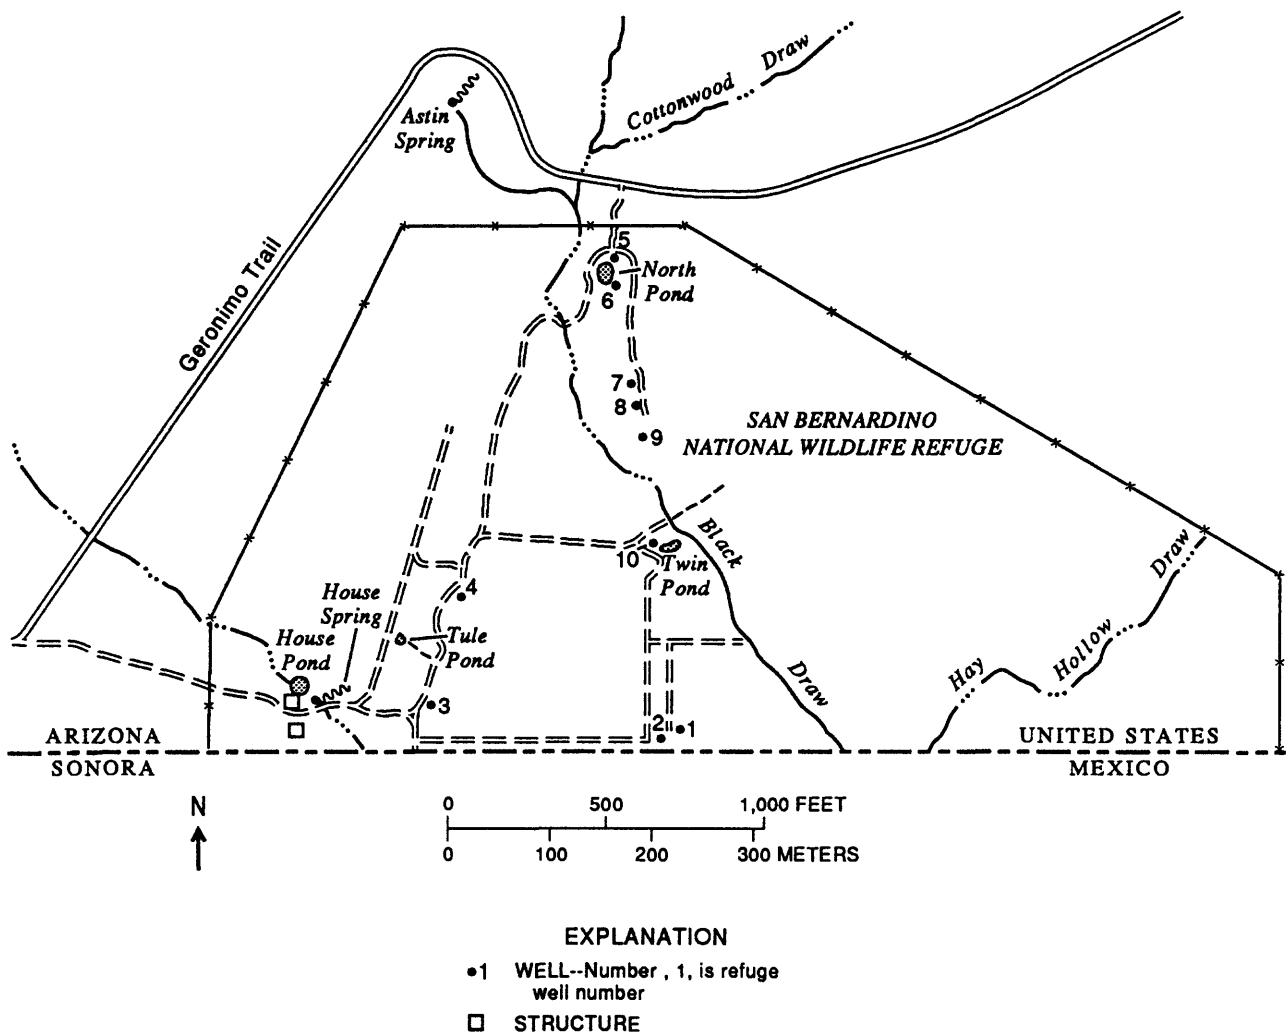 Cottonwood Draw
Astin
Spring
Geronimo Trail
5
North
Pond
6
7
8
9
SAN BERNARDINO
NATIONAL WILDLIFE REFUGE
Black Draw
10
Twin
Pond
4
House
Spring
House
Pond
Tule
Pond
3
2
1
Hay Hollow Draw
ARIZONA
SONORA
UNITED STATES
MEXICO
N
0 500 1,000 FEET
0 100 200 300 METERS
EXPLANATION
1 WELL--Number , 1, is refuge
well number
STRUCTURE